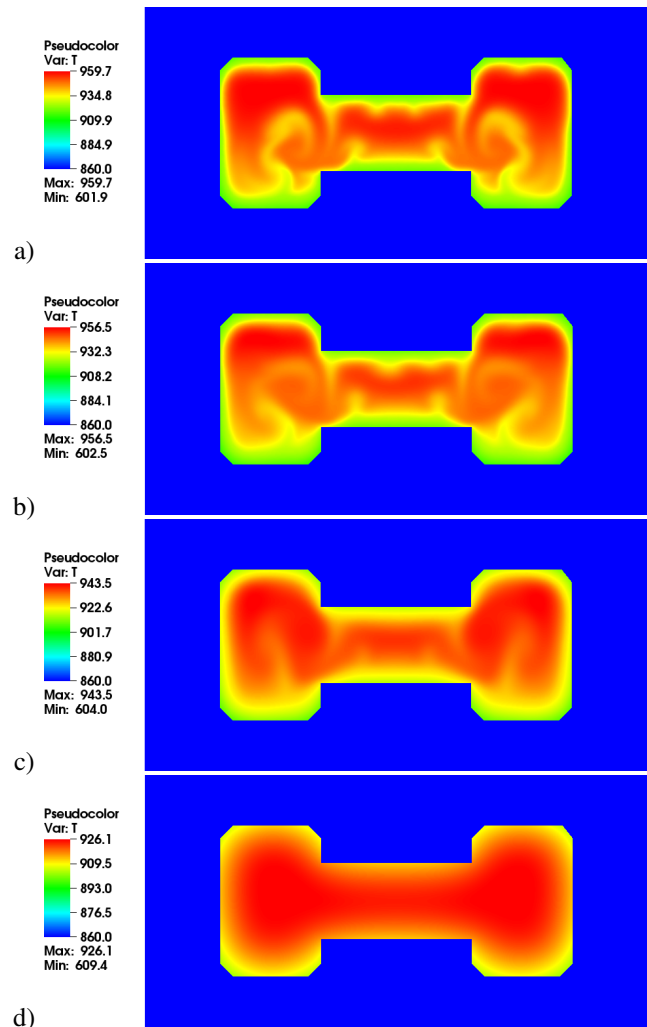 Pseudocolor
Var: T
959.7
934.8
909.9
884.9
860.0
Max: 959.7
Min: 601.9
a)
Pseudocolor
Var: T
956.5
932.3
908.2
884.1
860.0
Max: 956.5
Min: 602.5
b)
Pseudocolor
Var: T
943.5
922.6
901.7
880.9
860.0
Max: 943.5
Min: 604.0
c)
Pseudocolor
Var: T
926.1
909.5
893.0
876.5
860.0
Max: 926.1
Min: 609.4
d)